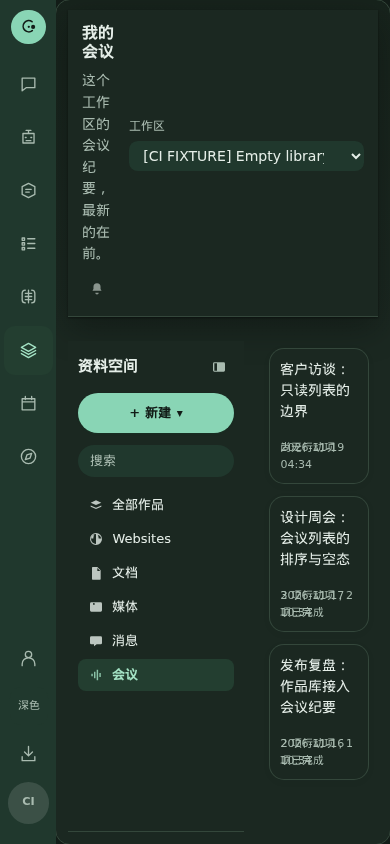 我的
会议
这个
工作
区的
会议
纪
要，
最新
的在
前。
工作区
[CI FIXTURE] Empty library
资料空间
+ 新建 ▾
搜索
全部作品
Websites
文档
媒体
消息
会议
客户访谈：
只读列表的
边界
04:34
设计周会：
会议列表的
排序与空态
发布复盘：
作品库接入
会议纪要
深色
CI